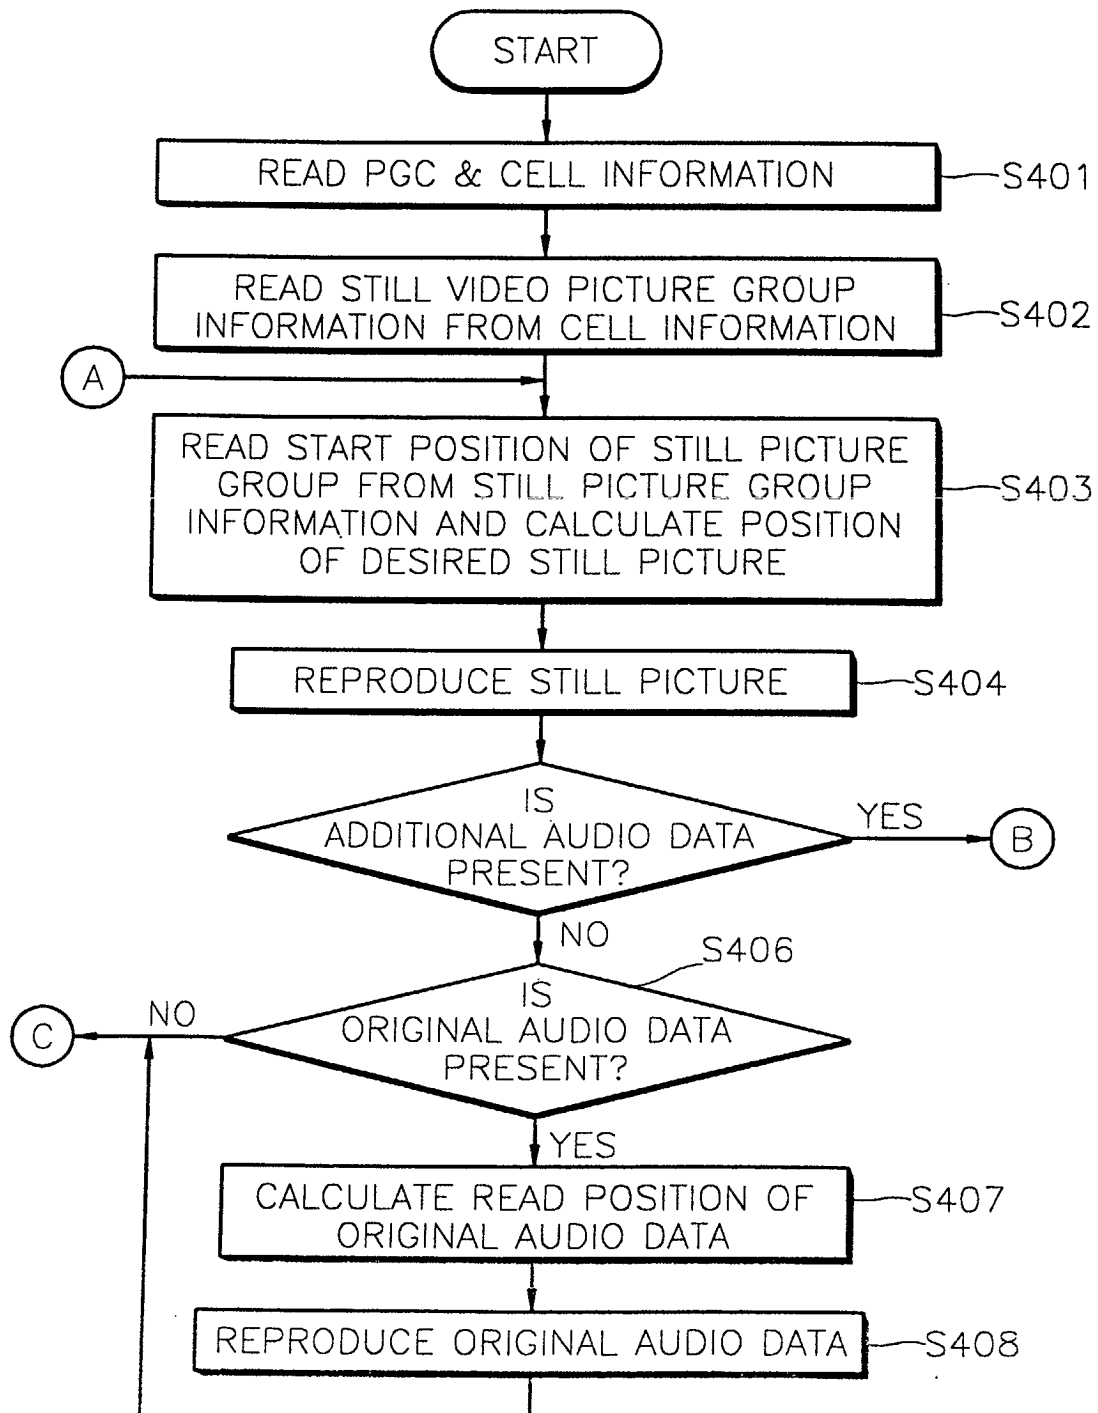 START
READ PGC & CELL INFORMATION
S401
READ STILL VIDEO PICTURE GROUP
INFORMATION FROM CELL INFORMATION
S402
A
READ START POSITION OF STILL PICTURE
GROUP FROM STILL PICTURE GROUP
INFORMATION AND CALCULATE POSITION
OF DESIRED STILL PICTURE
S403
REPRODUCE STILL PICTURE
S404
IS
ADDITIONAL AUDIO DATA
PRESENT?
YES
B
NO
S406
IS
ORIGINAL AUDIO DATA
PRESENT?
NO
C
YES
CALCULATE READ POSITION OF
ORIGINAL AUDIO DATA
S407
REPRODUCE ORIGINAL AUDIO DATA
S408